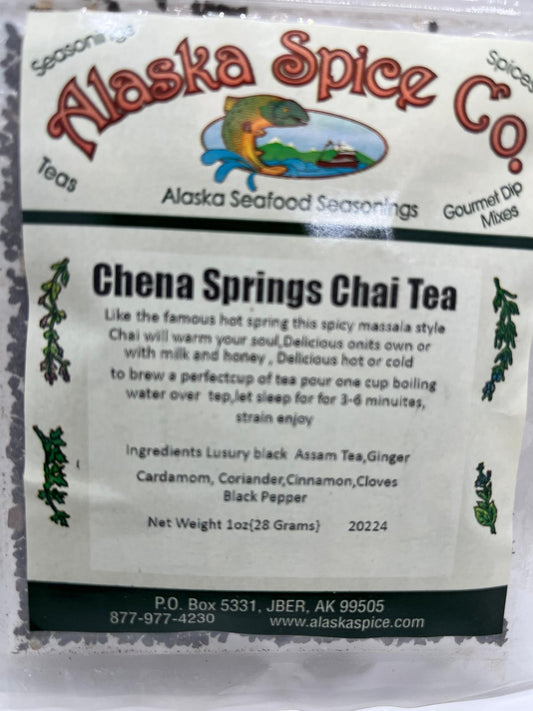 Seasonings
Spices
Alaska Spice Co.
Teas
Alaska Seafood Seasonings
Gourmet Dip
Mixes
Chena Springs Chai Tea
Like the famous hot spring this spicy massala style
Chai will warm your soul,Delicious onits own or
with milk and honey , Delicious hot or cold
to brew a perfectcup of tea pour one cup boiling
water over tep,let sleep for for 3-6 minuites,
strain enjoy
Ingredients Lusury black Assam Tea,Ginger
Cardamom, Coriander,Cinnamon,Cloves
Black Pepper
Net Weight 1oz{28 Grams} 20224
P.O. Box 5331, JBER, AK 99505
877-977-4230 www.alaskaspice.com